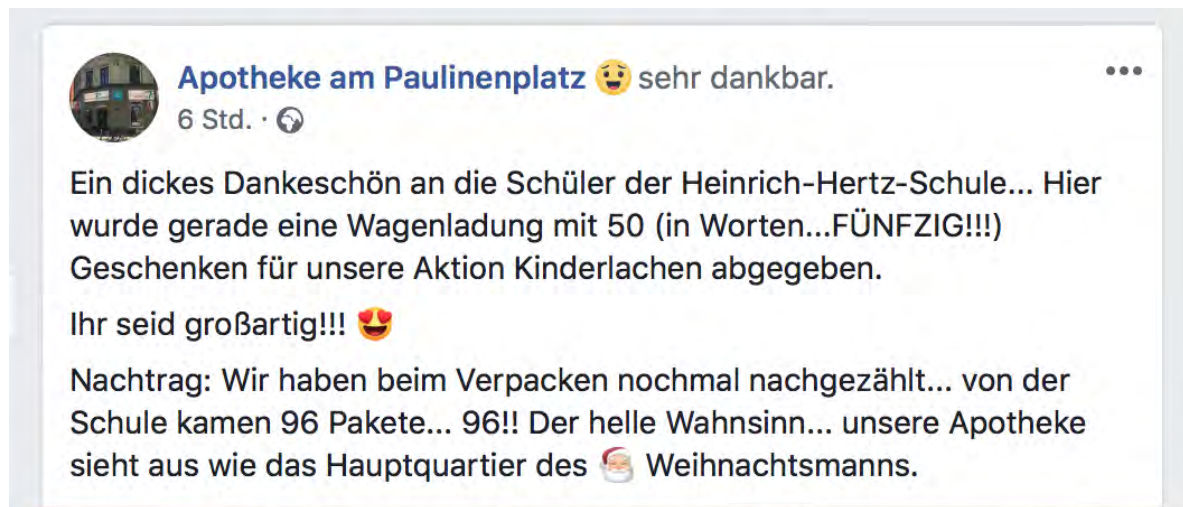 Apotheke am Paulinenplatz 😯 sehr dankbar.
6 Std. ·
Ein dickes Dankeschön an die Schüler der Heinrich-Hertz-Schule... Hier
wurde gerade eine Wagenladung mit 50 (in Worten...FÜNFZIG!!!)
Geschenken für unsere Aktion Kinderlachen abgegeben.
Ihr seid großartig!!! 😍
Nachtrag: Wir haben beim Verpacken nochmal nachgezählt... von der
Schule kamen 96 Pakete... 96!! Der helle Wahnsinn... unsere Apotheke
sieht aus wie das Hauptquartier des 🎅 Weihnachtsmanns.